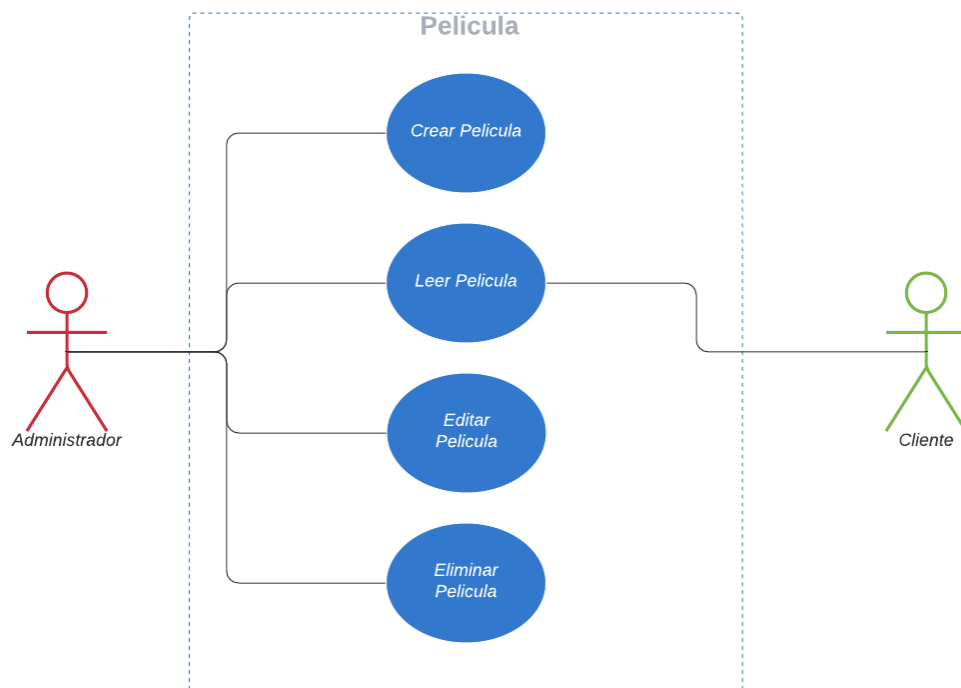 Pelicula
Crear Pelicula
Leer Pelicula
Editar
Pelicula
Eliminar
Pelicula
Administrador
Cliente